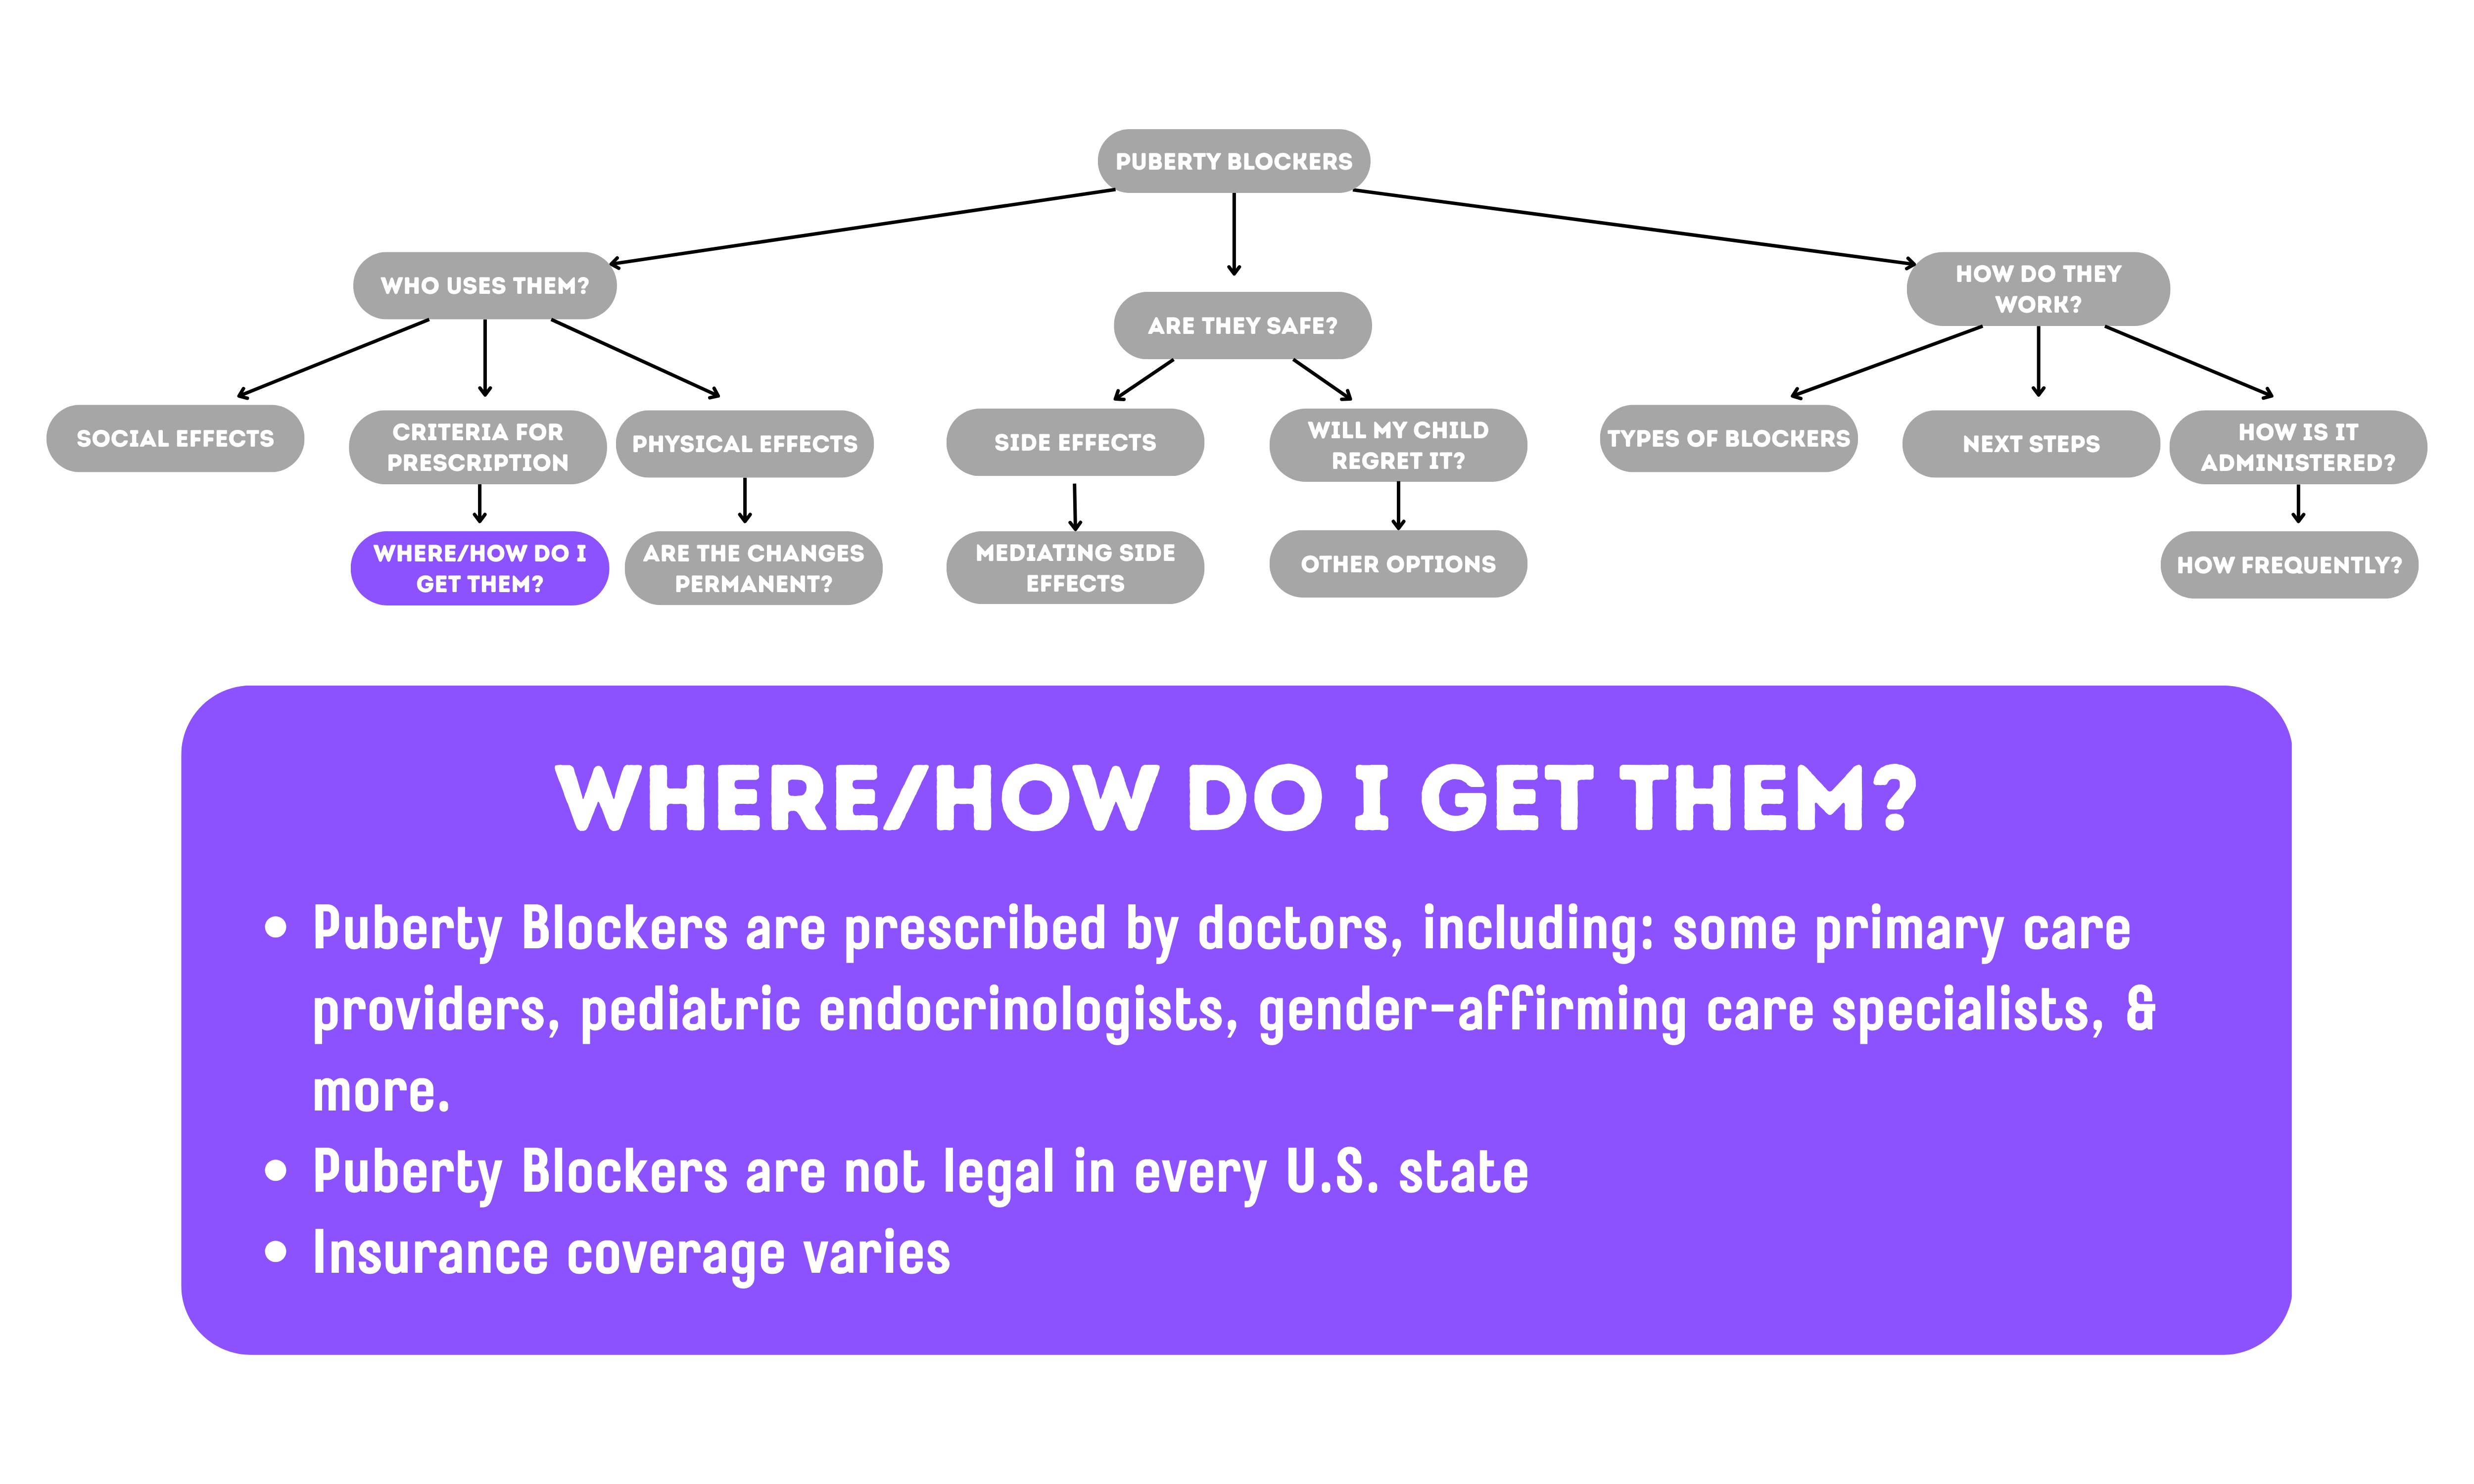 PUBERTY BLOCKERS
WHO USES THEM?
ARE THEY SAFE?
HOW DO THEY
WORK?
SOCIAL EFFECTS
CRITERIA FOR
PRESCRIPTION
PHYSICAL EFFECTS
SIDE EFFECTS
WILL MY CHILD
REGRET IT?
TYPES OF BLOCKERS
NEXT STEPS
HOW IS IT
ADMINISTERED?
WHERE/HOW DO I
GET THEM?
ARE THE CHANGES
PERMANENT?
MEDIATING SIDE
EFFECTS
OTHER OPTIONS
HOW FREQUENTLY?
WHERE/HOW DO I GET THEM?
• Puberty Blockers are prescribed by doctors, including: some primary care
providers, pediatric endocrinologists, gender-affirming care specialists, &
more.
• Puberty Blockers are not legal in every U.S. state
• Insurance coverage varies